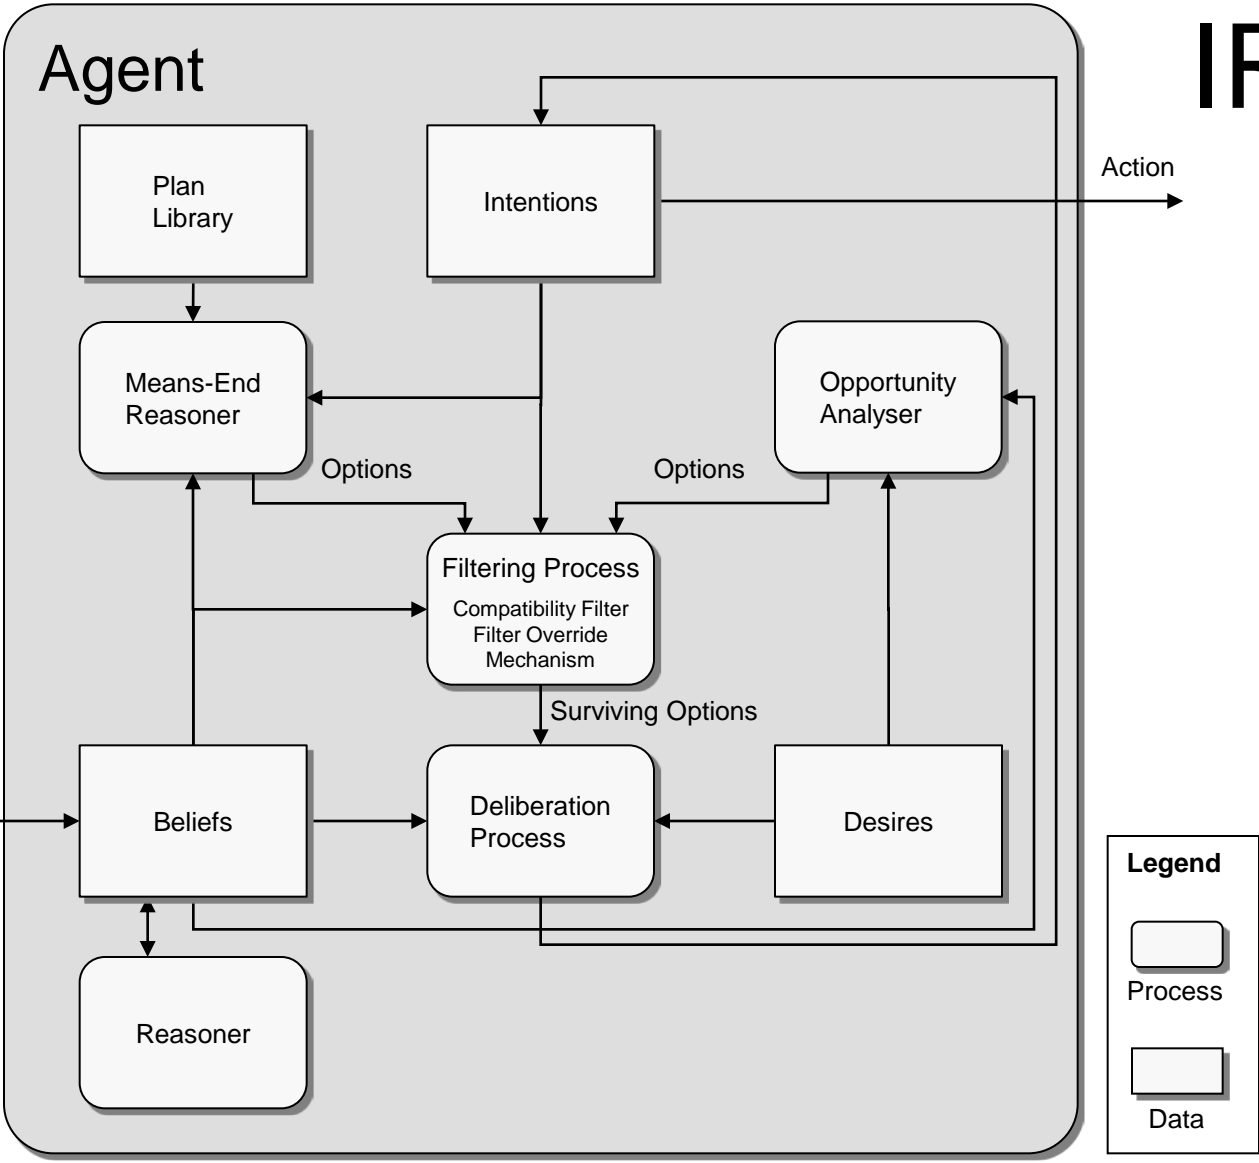 Agent
IR
Action
Plan
Library
Intentions
Means-End
Reasoner
Opportunity
Analyser
Options
Options
Filtering Process
Compatibility Filter
Filter Override
Mechanism
Surviving Options
Beliefs
Deliberation
Process
Desires
Reasoner
Legend
Process
Data